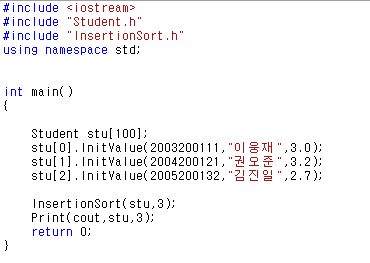 #include <iostream>
#include "Student.h"
#include "InsertionSort.h"
using namespace std;
int main()
{
Student stu[100];
stu[0].InitValue(2003200111,"이웅재",3.0);
stu[1].InitValue(2004200121,"권오준",3.2);
stu[2].InitValue(2005200132,"김진일",2.7);
InsertionSort(stu,3);
Print(cout,stu,3);
return 0;
}